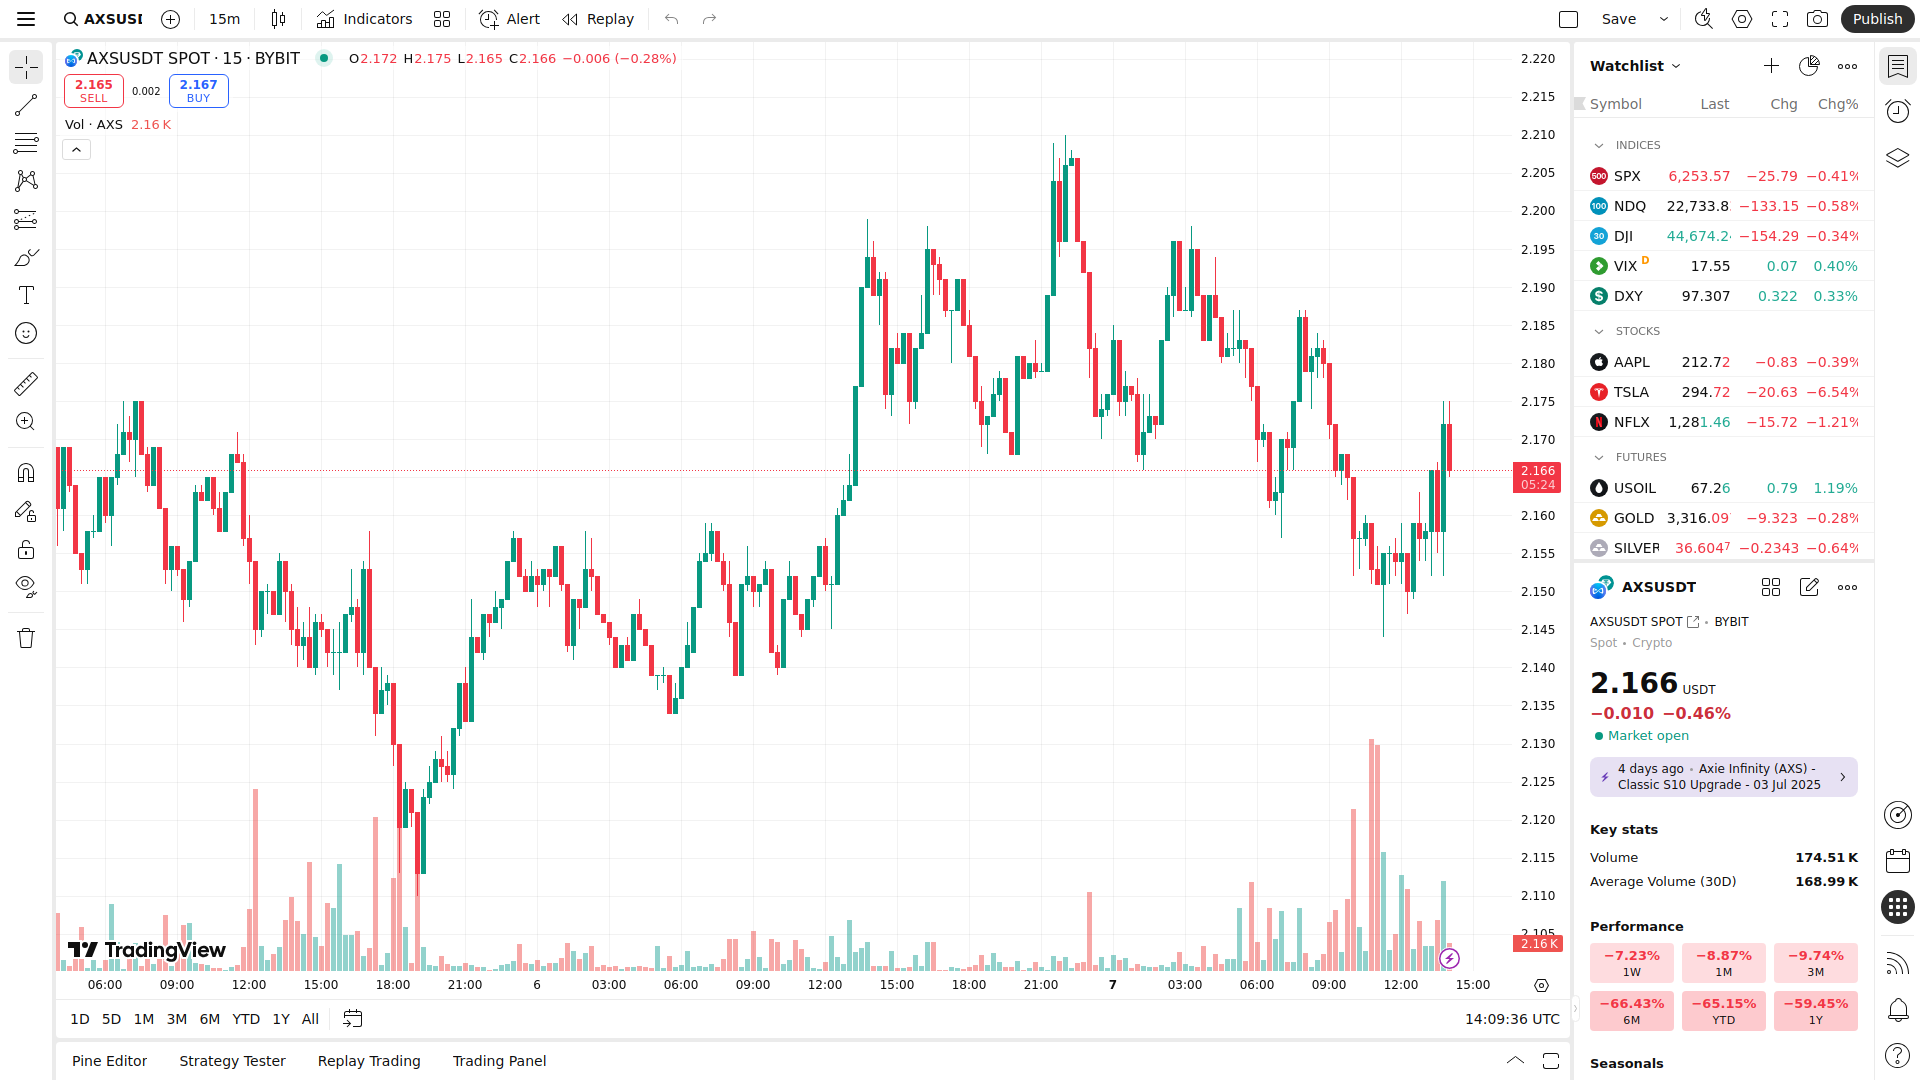 AXSUSD
15m
Indicators
Alert
Replay
Save
Publish
AXSUSDT SPOT · 15 · BYBIT
O2.172 H2.175 L2.165 C2.166 −0.006 (−0.28%)
2.165
SELL
0.002
2.167
BUY
Vol · AXS 2.16 K
2.220
2.215
2.210
2.205
2.200
2.195
2.190
2.185
2.180
2.175
2.170
2.166
05:24
2.160
2.155
2.150
2.145
2.140
2.135
2.130
2.125
2.120
2.115
2.110
2.105
2.16 K
TradingView
06:00 09:00 12:00 15:00 18:00 21:00 6 03:00 06:00 09:00 12:00 15:00 18:00 21:00 7 03:00 06:00 09:00 12:00 15:00
1D 5D 1M 3M 6M YTD 1Y All
14:09:36 UTC
Pine Editor Strategy Tester Replay Trading Trading Panel
Watchlist
Symbol Last Chg Chg%
INDICES
500 SPX 6,253.57 −25.79 −0.41%
100 NDQ 22,733.8 −133.15 −0.58%
30 DJI 44,674.2 −154.29 −0.34%
VIX D 17.55 0.07 0.40%
$ DXY 97.307 0.322 0.33%
STOCKS
AAPL 212.72 −0.83 −0.39%
TSLA 294.72 −20.63 −6.54%
N NFLX 1,281.46 −15.72 −1.21%
FUTURES
USOIL 67.26 0.79 1.19%
GOLD 3,316.09 −9.323 −0.28%
SILVER 36.6047 −0.2343 −0.64%
AXSUSDT
AXSUSDT SPOT • BYBIT
Spot • Crypto
2.166 USDT
−0.010 −0.46%
Market open
4 days ago • Axie Infinity (AXS) -
Classic S10 Upgrade - 03 Jul 2025
Key stats
Volume 174.51 K
Average Volume (30D) 168.99 K
Performance
−7.23% −8.87% −9.74%
1W 1M 3M
−66.43% −65.15% −59.45%
6M YTD 1Y
Seasonals